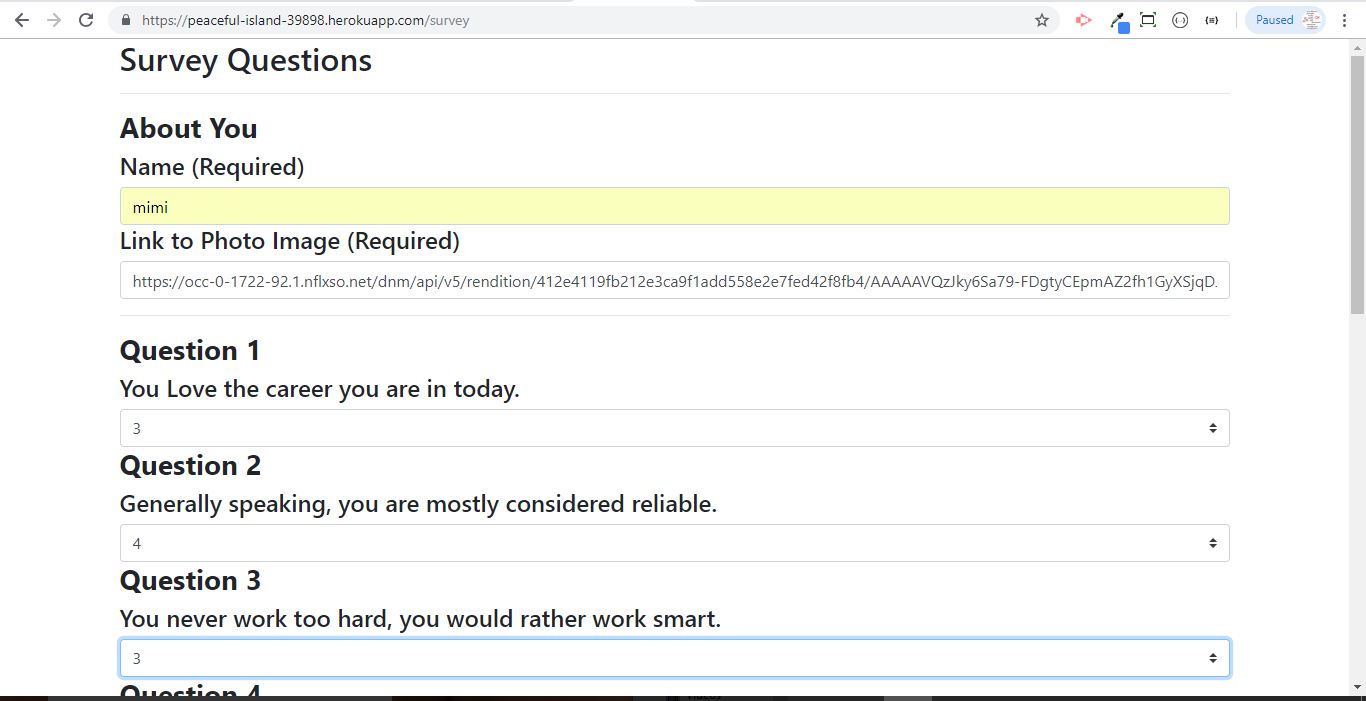 https://peaceful-island-39898.herokuapp.com/survey
Paused
Survey Questions
About You
Name (Required)
mimi
Link to Photo Image (Required)
https://occ-0-1722-92.1.nflxso.net/dnm/api/v5/rendition/412e4119fb212e3ca9f1add558e2e7fed42f8fb4/AAAAAVQzJky6Sa79-FDgtyCEpmAZ2fh1GyXSjqD.
Question 1
You Love the career you are in today.
3
Question 2
Generally speaking, you are mostly considered reliable.
4
Question 3
You never work too hard, you would rather work smart.
3
Question 4